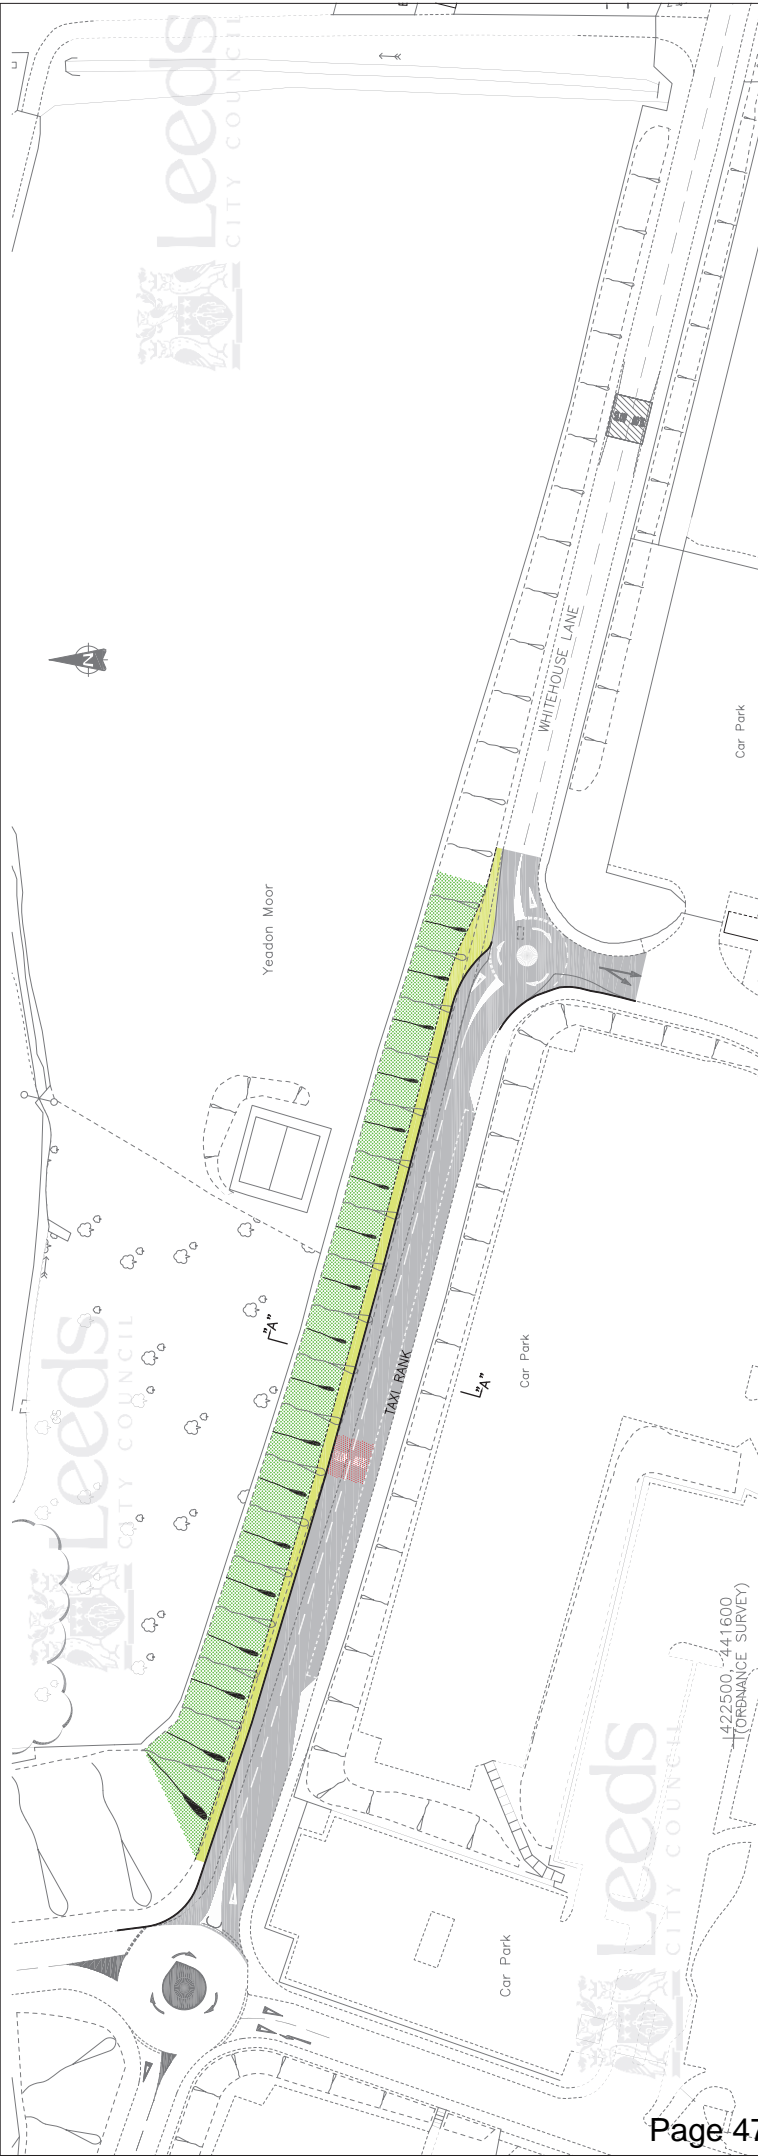 Leeds
CITY COUNCIL
WHITEHOUSE LANE
N
Car Park
Yeadon Moor
"A"
Leeds
CITY COUNCIL
TAXI RANK
"A"
Car Park
422500, 441600
(ORDNANCE SURVEY)
Leeds
CITY COUNCIL
Car Park
Page 47